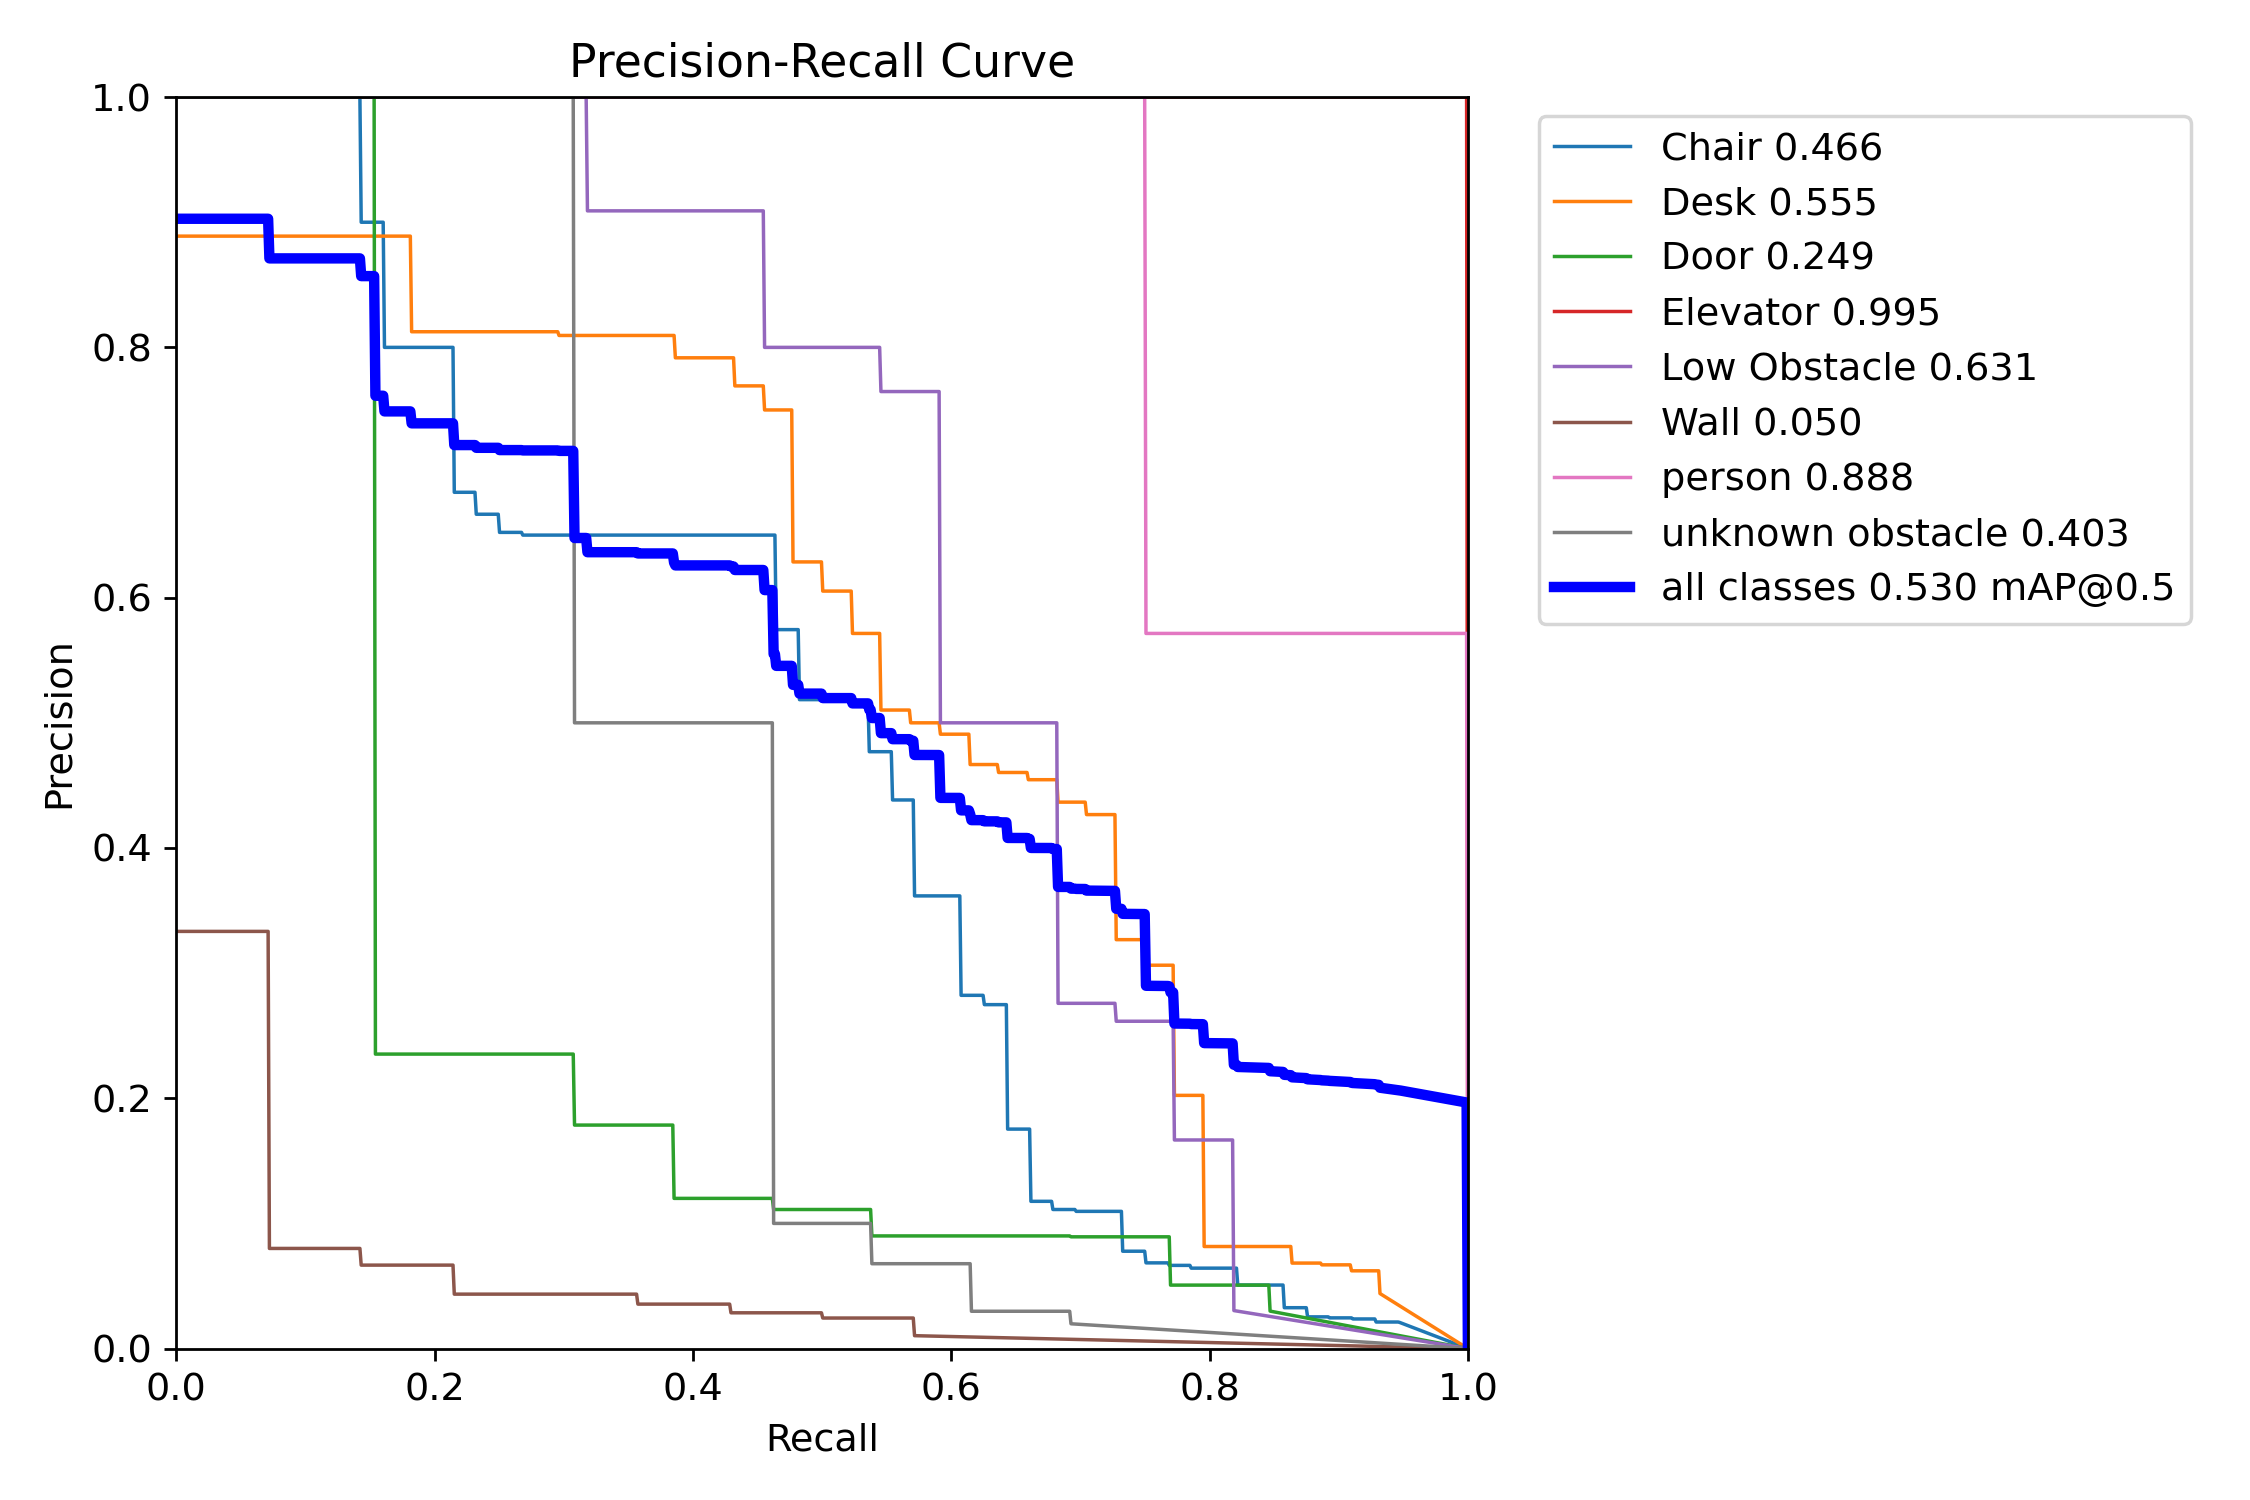 Precision-Recall Curve
1.0
0.8
0.6
0.4
0.2
0.0
Precision
0.0 0.2 0.4 0.6 0.8 1.0
Recall
Chair 0.466
Desk 0.555
Door 0.249
Elevator 0.995
Low Obstacle 0.631
Wall 0.050
person 0.888
unknown obstacle 0.403
all classes 0.530 mAP@0.5